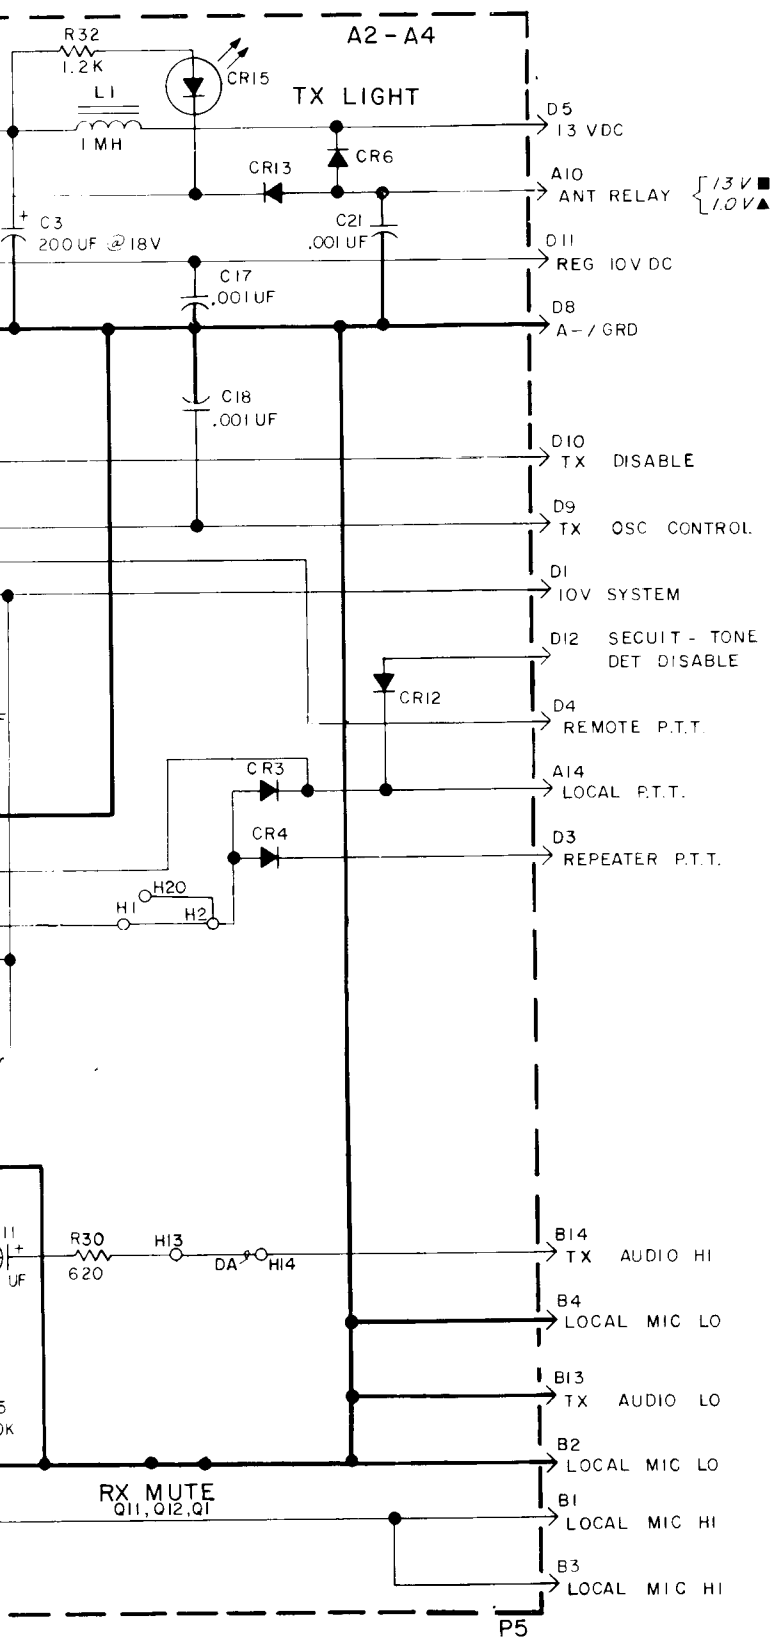 A2-A4
R32
1.2K
CR15
L1
TX LIGHT
1MH
D5
13 VDC
CR13
CR6
A10
ANT RELAY
13V ■
1.0V ▲
+
C3
200UF @ 18V
C21
.001UF
D11
REG 10VDC
C17
.001UF
D8
A-/GRD
C18
.001UF
D10
TX DISABLE
D9
TX OSC CONTROL
D1
10V SYSTEM
D12
SECUIT - TONE
DET DISABLE
CR12
D4
REMOTE P.T.T.
CR3
A14
LOCAL P.T.T.
CR4
D3
REPEATER P.T.T.
H20
H1
H2
11
+
UF
R30
620
H13
DA
H14
B14
TX AUDIO HI
B4
LOCAL MIC LO
B13
TX AUDIO LO
5
0K
B2
LOCAL MIC LO
RX MUTE
Q11,Q12,Q1
B1
LOCAL MIC HI
B3
LOCAL MIC HI
P5